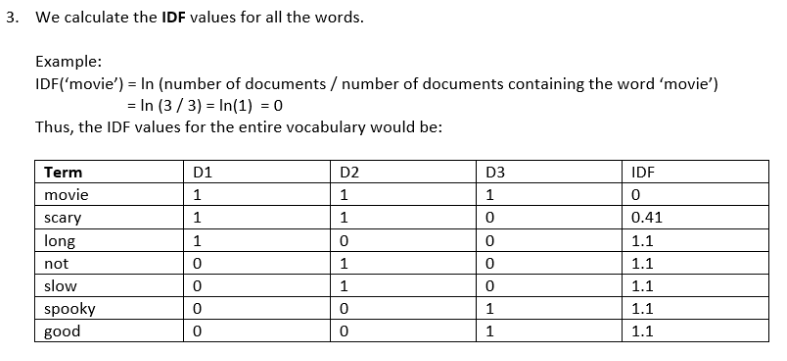 3. We calculate the IDF values for all the words.
Example:
IDF(‘movie’) = ln (number of documents / number of documents containing the word ‘movie’)
= ln (3 / 3) = ln(1) = 0
Thus, the IDF values for the entire vocabulary would be:
Term D1 D2 D3 IDF
movie 1 1 1 0
scary 1 1 0 0.41
long 1 0 0 1.1
not 0 1 0 1.1
slow 0 1 0 1.1
spooky 0 0 1 1.1
good 0 0 1 1.1